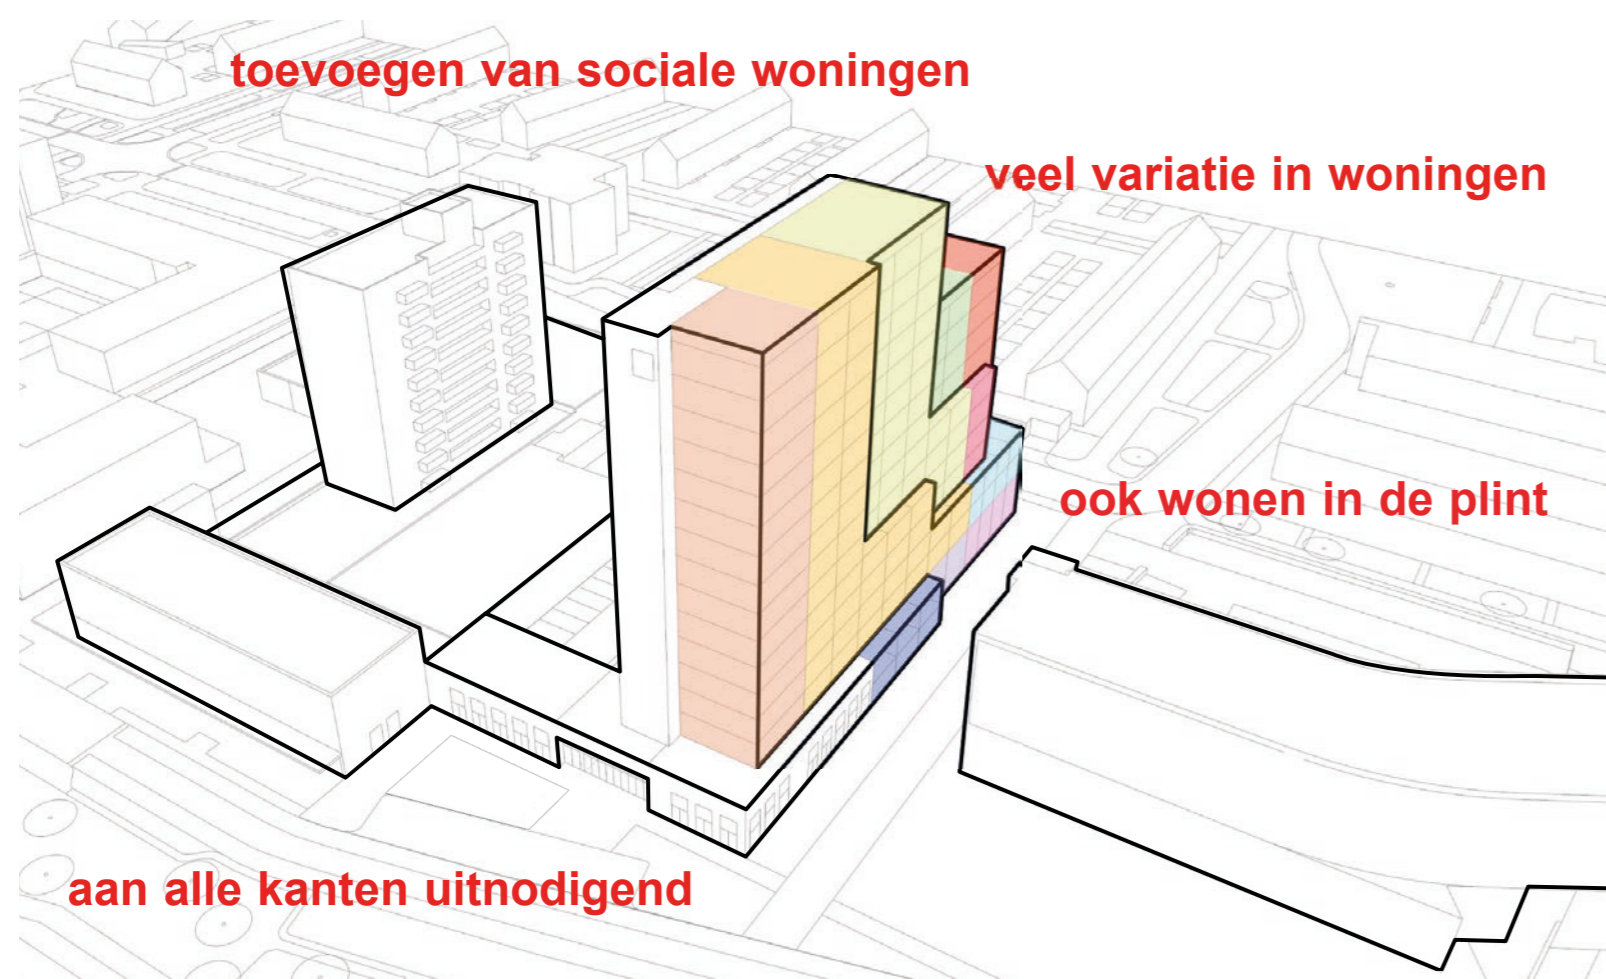 toevoegen van sociale woningen
veel variatie in woningen
ook wonen in de plint
aan alle kanten uitnodigend